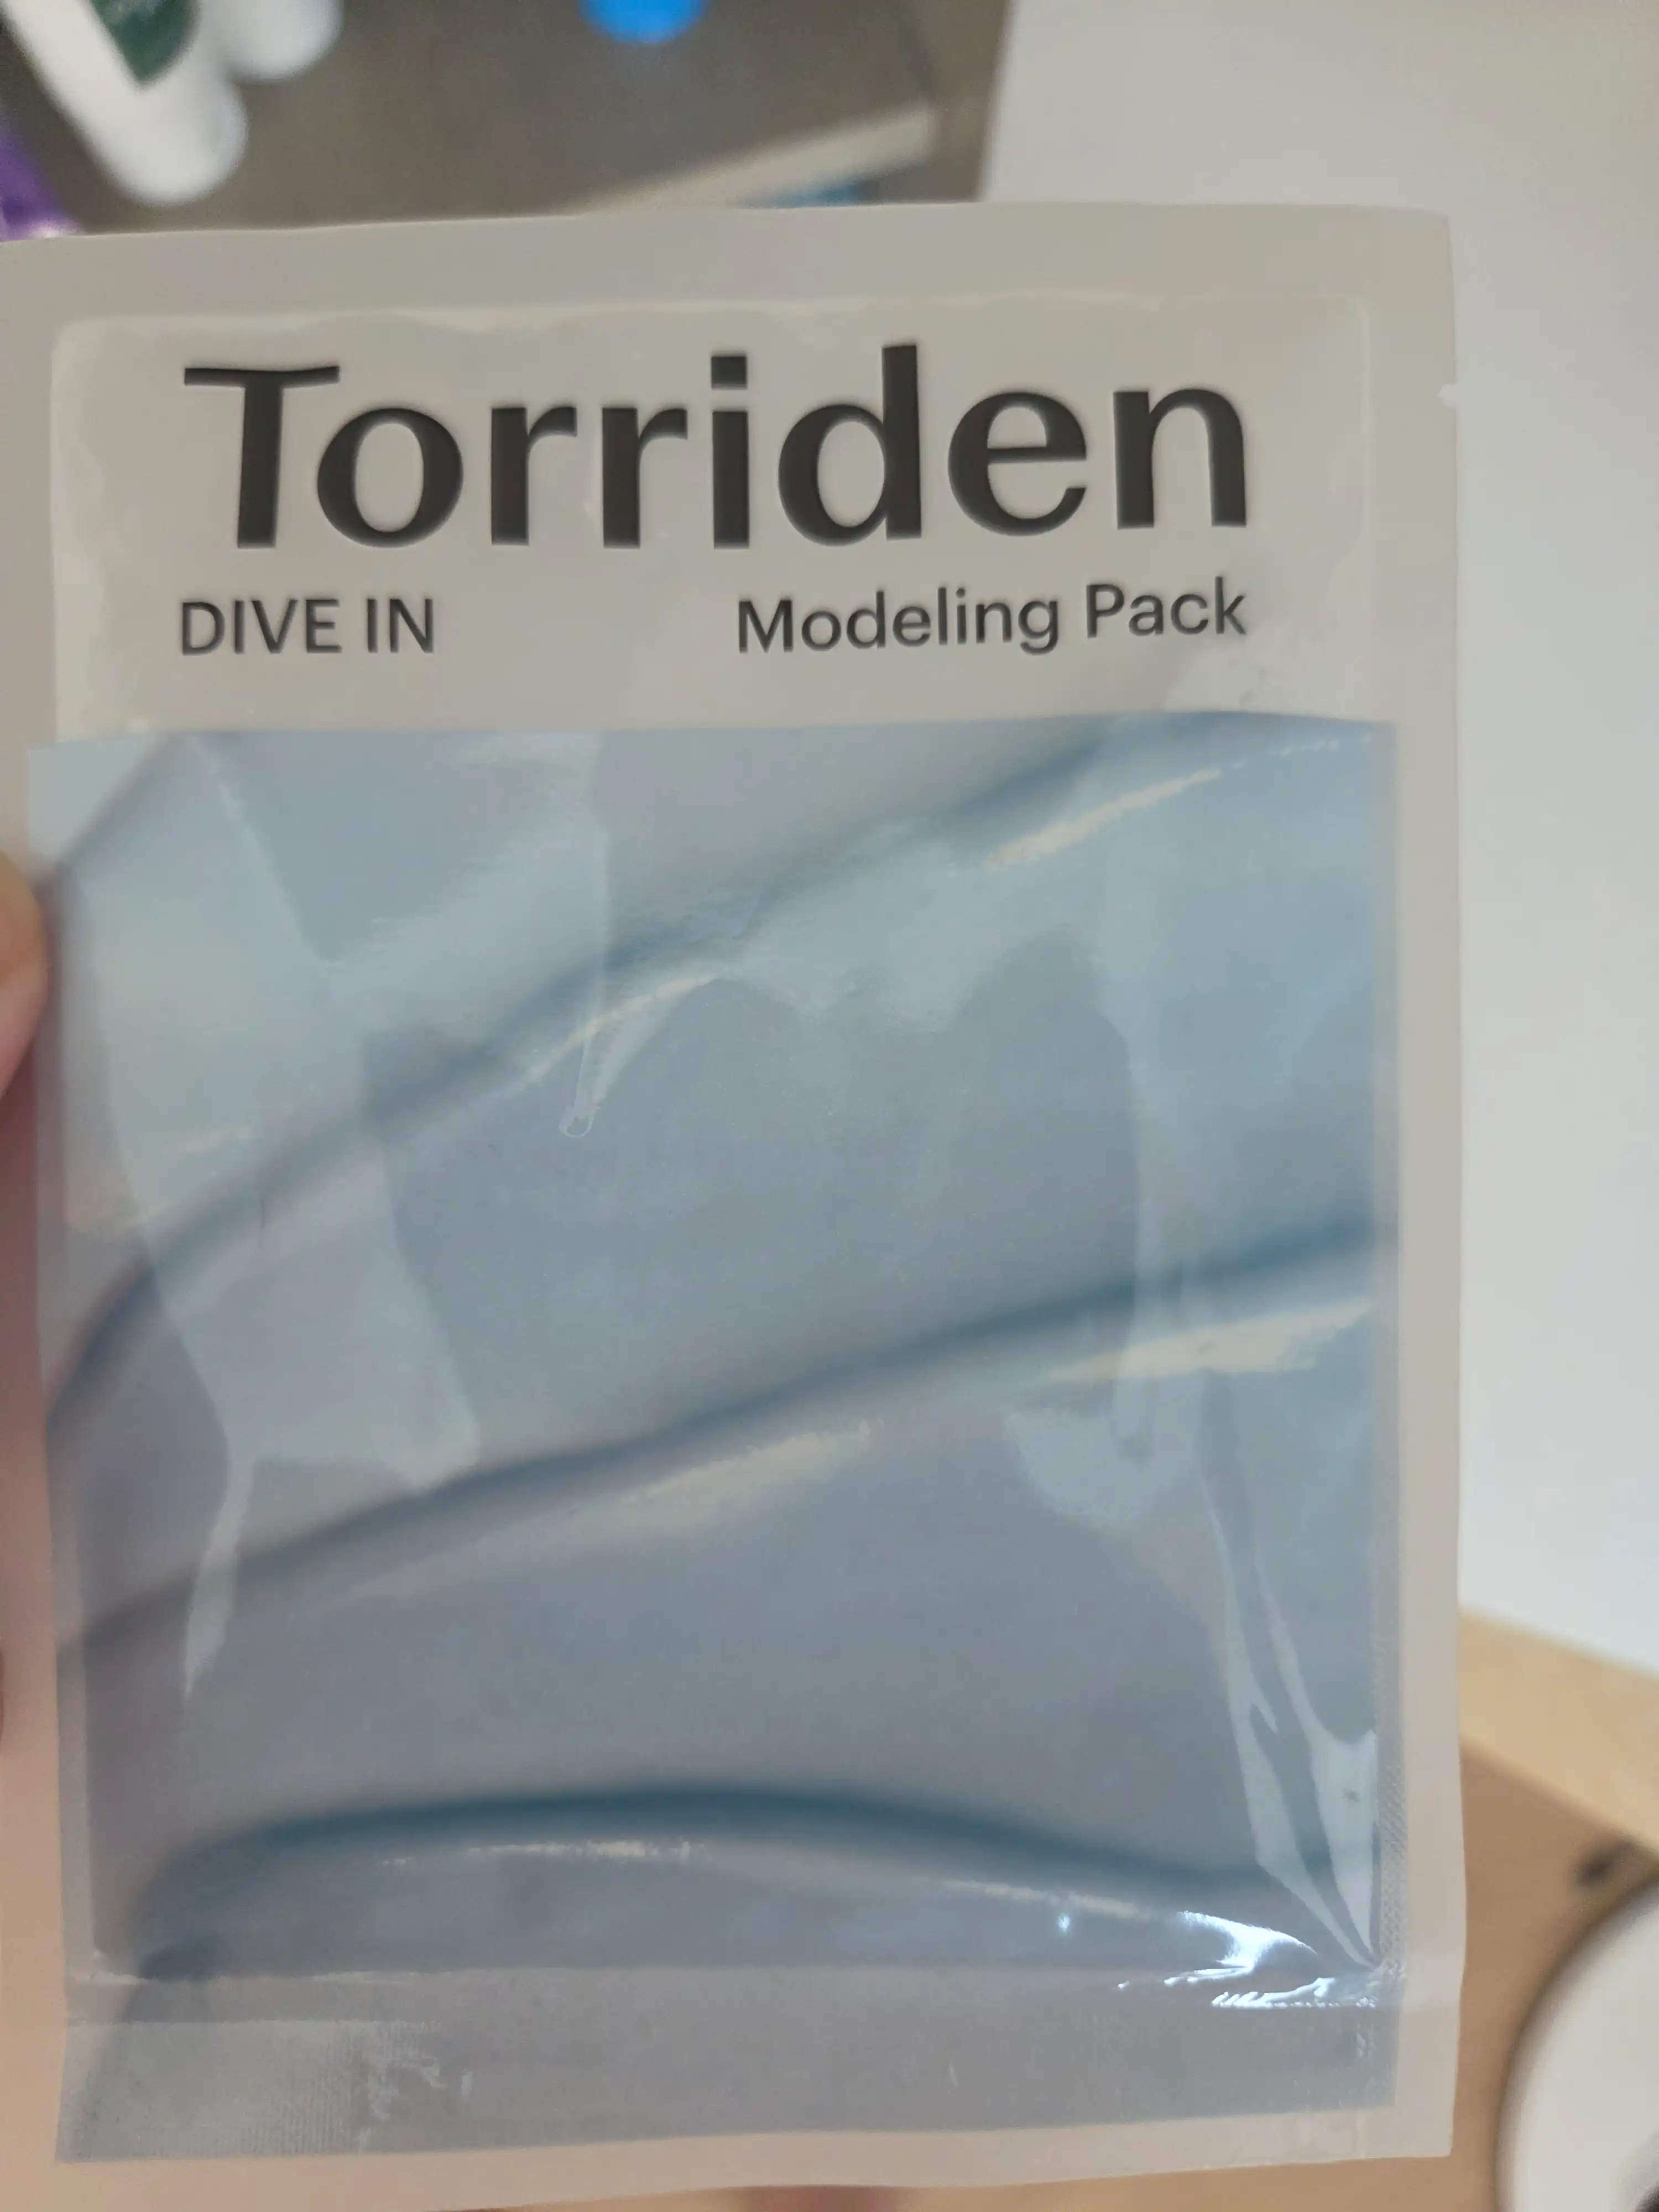 Torriden
DIVE IN Modeling Pack